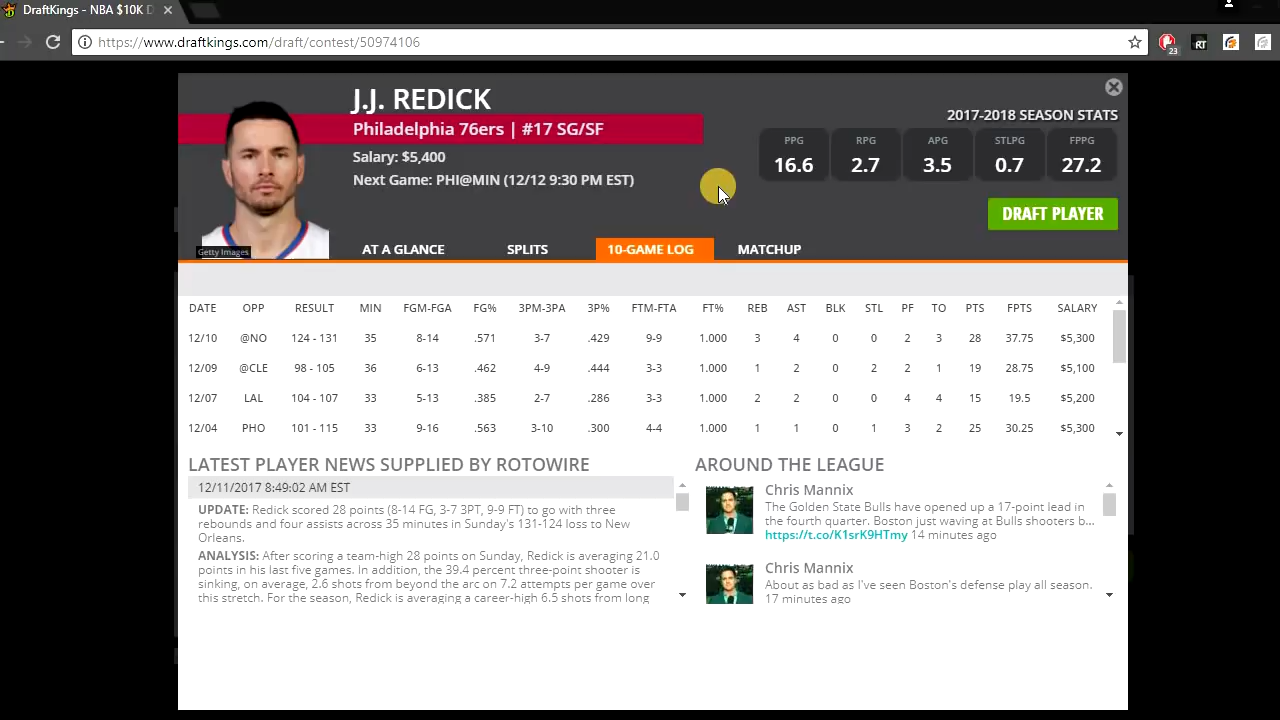 DraftKings - NBA $10K D
https://www.draftkings.com/draft/contest/50974106
23
RT
J.J. REDICK
Philadelphia 76ers | #17 SG/SF
Salary: $5,400
Next Game: PHI@MIN (12/12 9:30 PM EST)
2017-2018 SEASON STATS
PPG RPG APG STLPG FPPG
16.6 2.7 3.5 0.7 27.2
DRAFT PLAYER
Getty Images
AT A GLANCE SPLITS 10-GAME LOG MATCHUP
DATE OPP RESULT MIN FGM-FGA FG% 3PM-3PA 3P% FTM-FTA FT% REB AST BLK STL PF TO PTS FPTS SALARY
12/10 @NO 124 - 131 35 8-14 .571 3-7 .429 9-9 1.000 3 4 0 0 2 3 28 37.75 $5,300
12/09 @CLE 98 - 105 36 6-13 .462 4-9 .444 3-3 1.000 1 2 0 2 2 1 19 28.75 $5,100
12/07 LAL 104 - 107 33 5-13 .385 2-7 .286 3-3 1.000 2 2 0 0 4 4 15 19.5 $5,200
12/04 PHO 101 - 115 33 9-16 .563 3-10 .300 4-4 1.000 1 1 0 1 3 2 25 30.25 $5,300
LATEST PLAYER NEWS SUPPLIED BY ROTOWIRE
12/11/2017 8:49:02 AM EST
UPDATE: Redick scored 28 points (8-14 FG, 3-7 3PT, 9-9 FT) to go with three
rebounds and four assists across 35 minutes in Sunday's 131-124 loss to New
Orleans.
ANALYSIS: After scoring a team-high 28 points on Sunday, Redick is averaging 21.0
points in his last five games. In addition, the 39.4 percent three-point shooter is
sinking, on average, 2.6 shots from beyond the arc on 7.2 attempts per game over
this stretch. For the season, Redick is averaging a career-high 6.5 shots from long
AROUND THE LEAGUE
Chris Mannix
The Golden State Bulls have opened up a 17-point lead in
the fourth quarter. Boston just waving at Bulls shooters b...
https://t.co/K1srK9HTmy 14 minutes ago
Chris Mannix
About as bad as I've seen Boston's defense play all season.
17 minutes ago